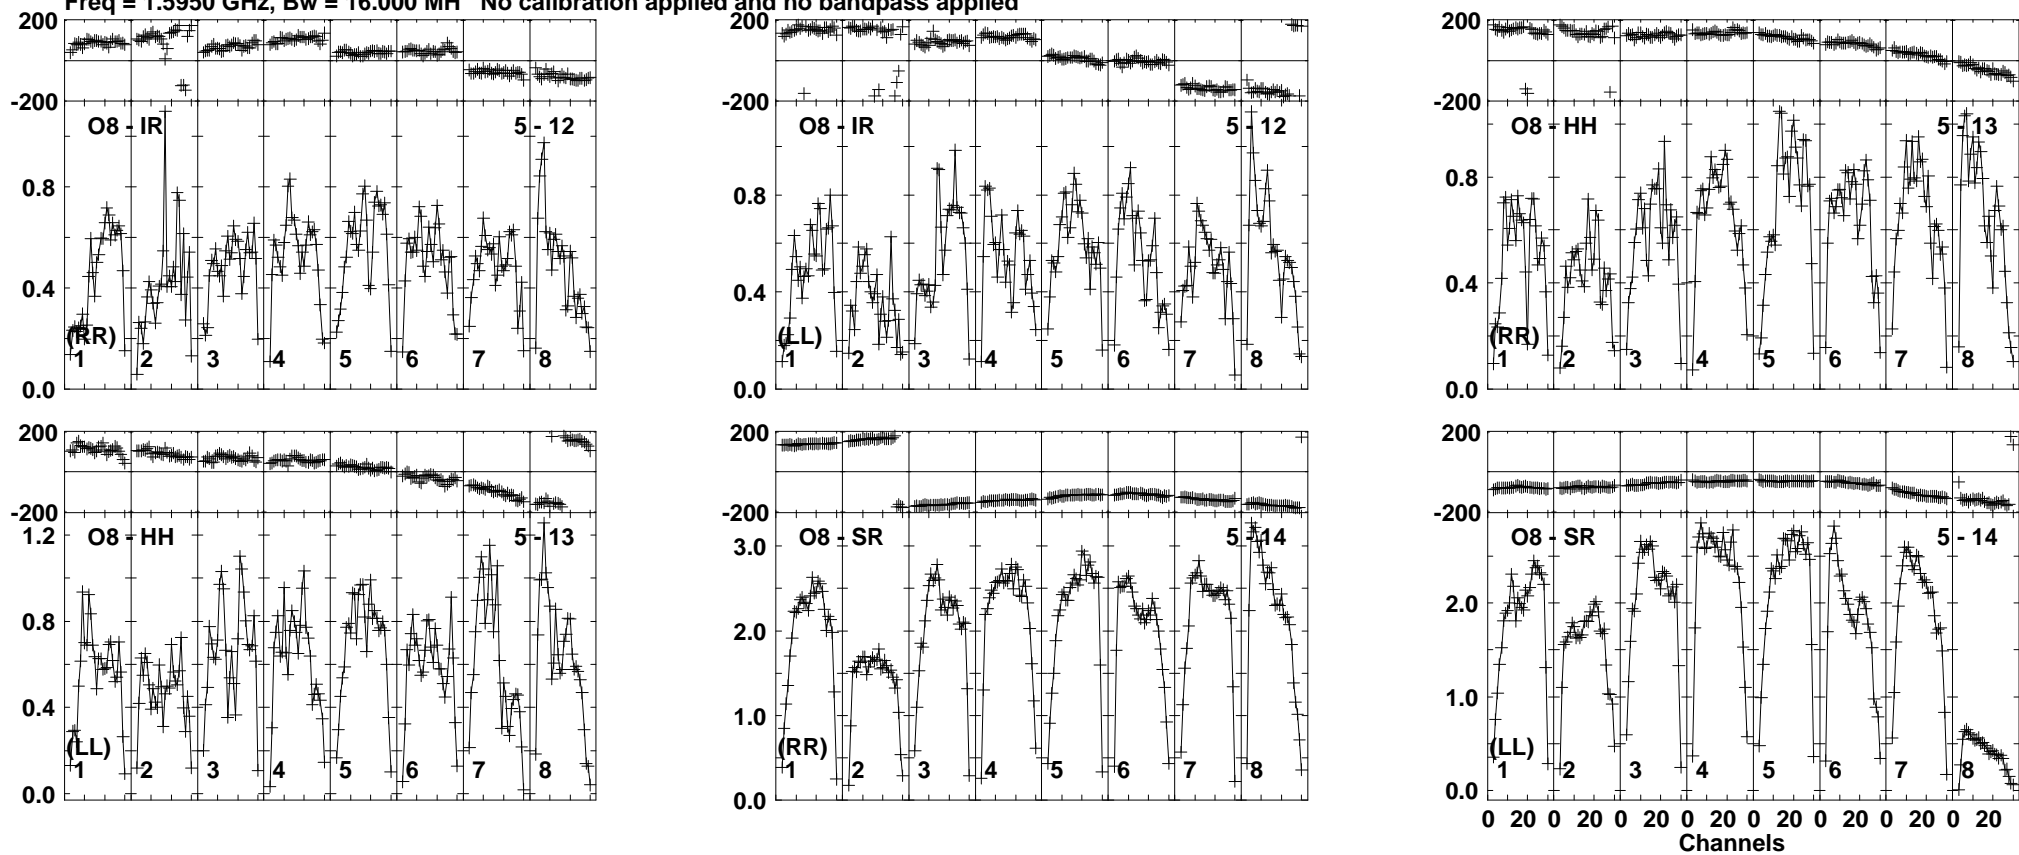 Freq = 1.5950 GHz, Bw = 16.000 MH No calibration applied and no bandpass applied
200
-200
O8 - IR
5 - 12
0.8
0.4
0.0
(RR)
1 2 3 4 5 6 7 8
200
-200
O8 - IR
5 - 12
0.8
0.4
0.0
(LL)
1 2 3 4 5 6 7 8
200
-200
O8 - HH
5 - 13
0.8
0.4
0.0
(RR)
1 2 3 4 5 6 7 8
200
-200
O8 - HH
5 - 13
1.2
0.8
0.4
0.0
(LL)
1 2 3 4 5 6 7 8
200
-200
O8 - SR
5 - 14
3.0
2.0
1.0
0.0
(RR)
1 2 3 4 5 6 7 8
200
-200
O8 - SR
5 - 14
2.0
1.0
0.0
(LL)
1 2 3 4 5 6 7 8
0 20 0 20 0 20 0 20 0 20 0 20 0 20 0 20
Channels